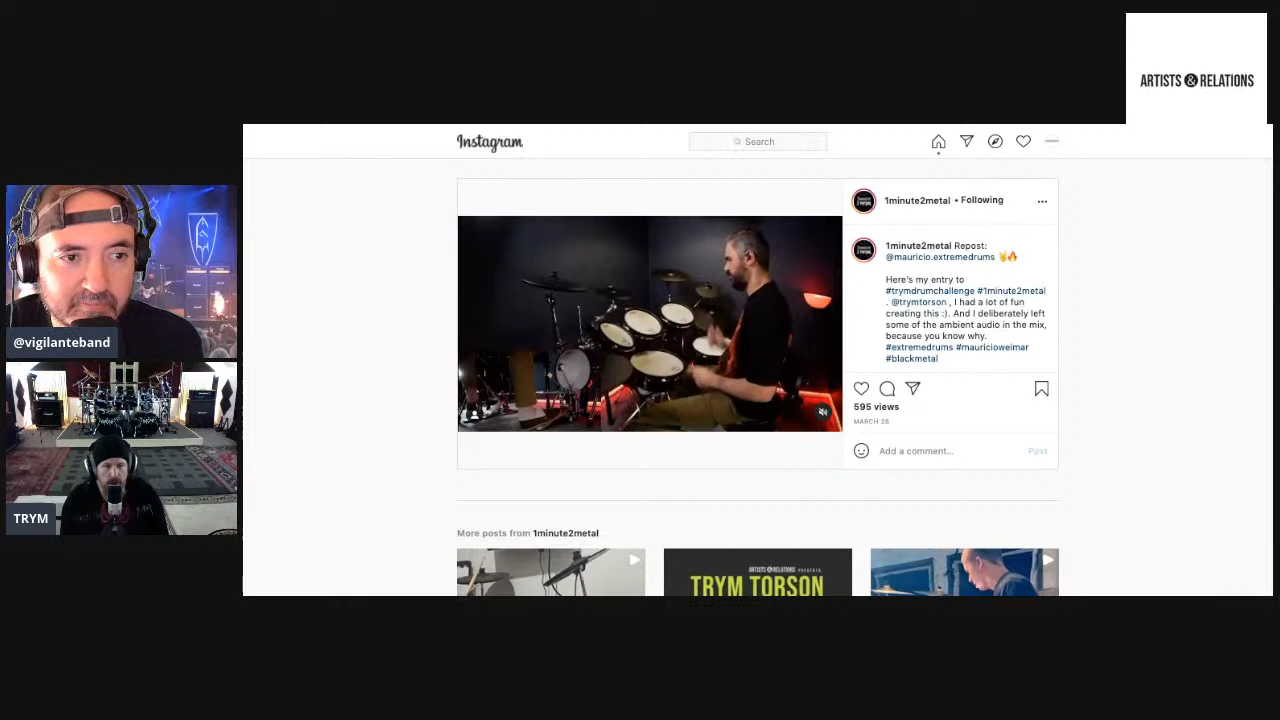 ARTISTS & RELATIONS
Instagram
Search
1minute2metal • Following
1minute2metal Repost:
@mauricio.extremedrums 🤘🔥
Here's my entry to
#trymdrumchallenge #1minute2metal
. @trymtorson , I had a lot of fun
creating this :). And I deliberately left
some of the ambient audio in the mix,
because you know why.
#extremedrums #mauricioweimar
#blackmetal
595 views
MARCH 28
Add a comment...
Post
@vigilanteband
TRYM
More posts from 1minute2metal
ARTISTS & RELATIONS PRESENTS
TRYM TORSON